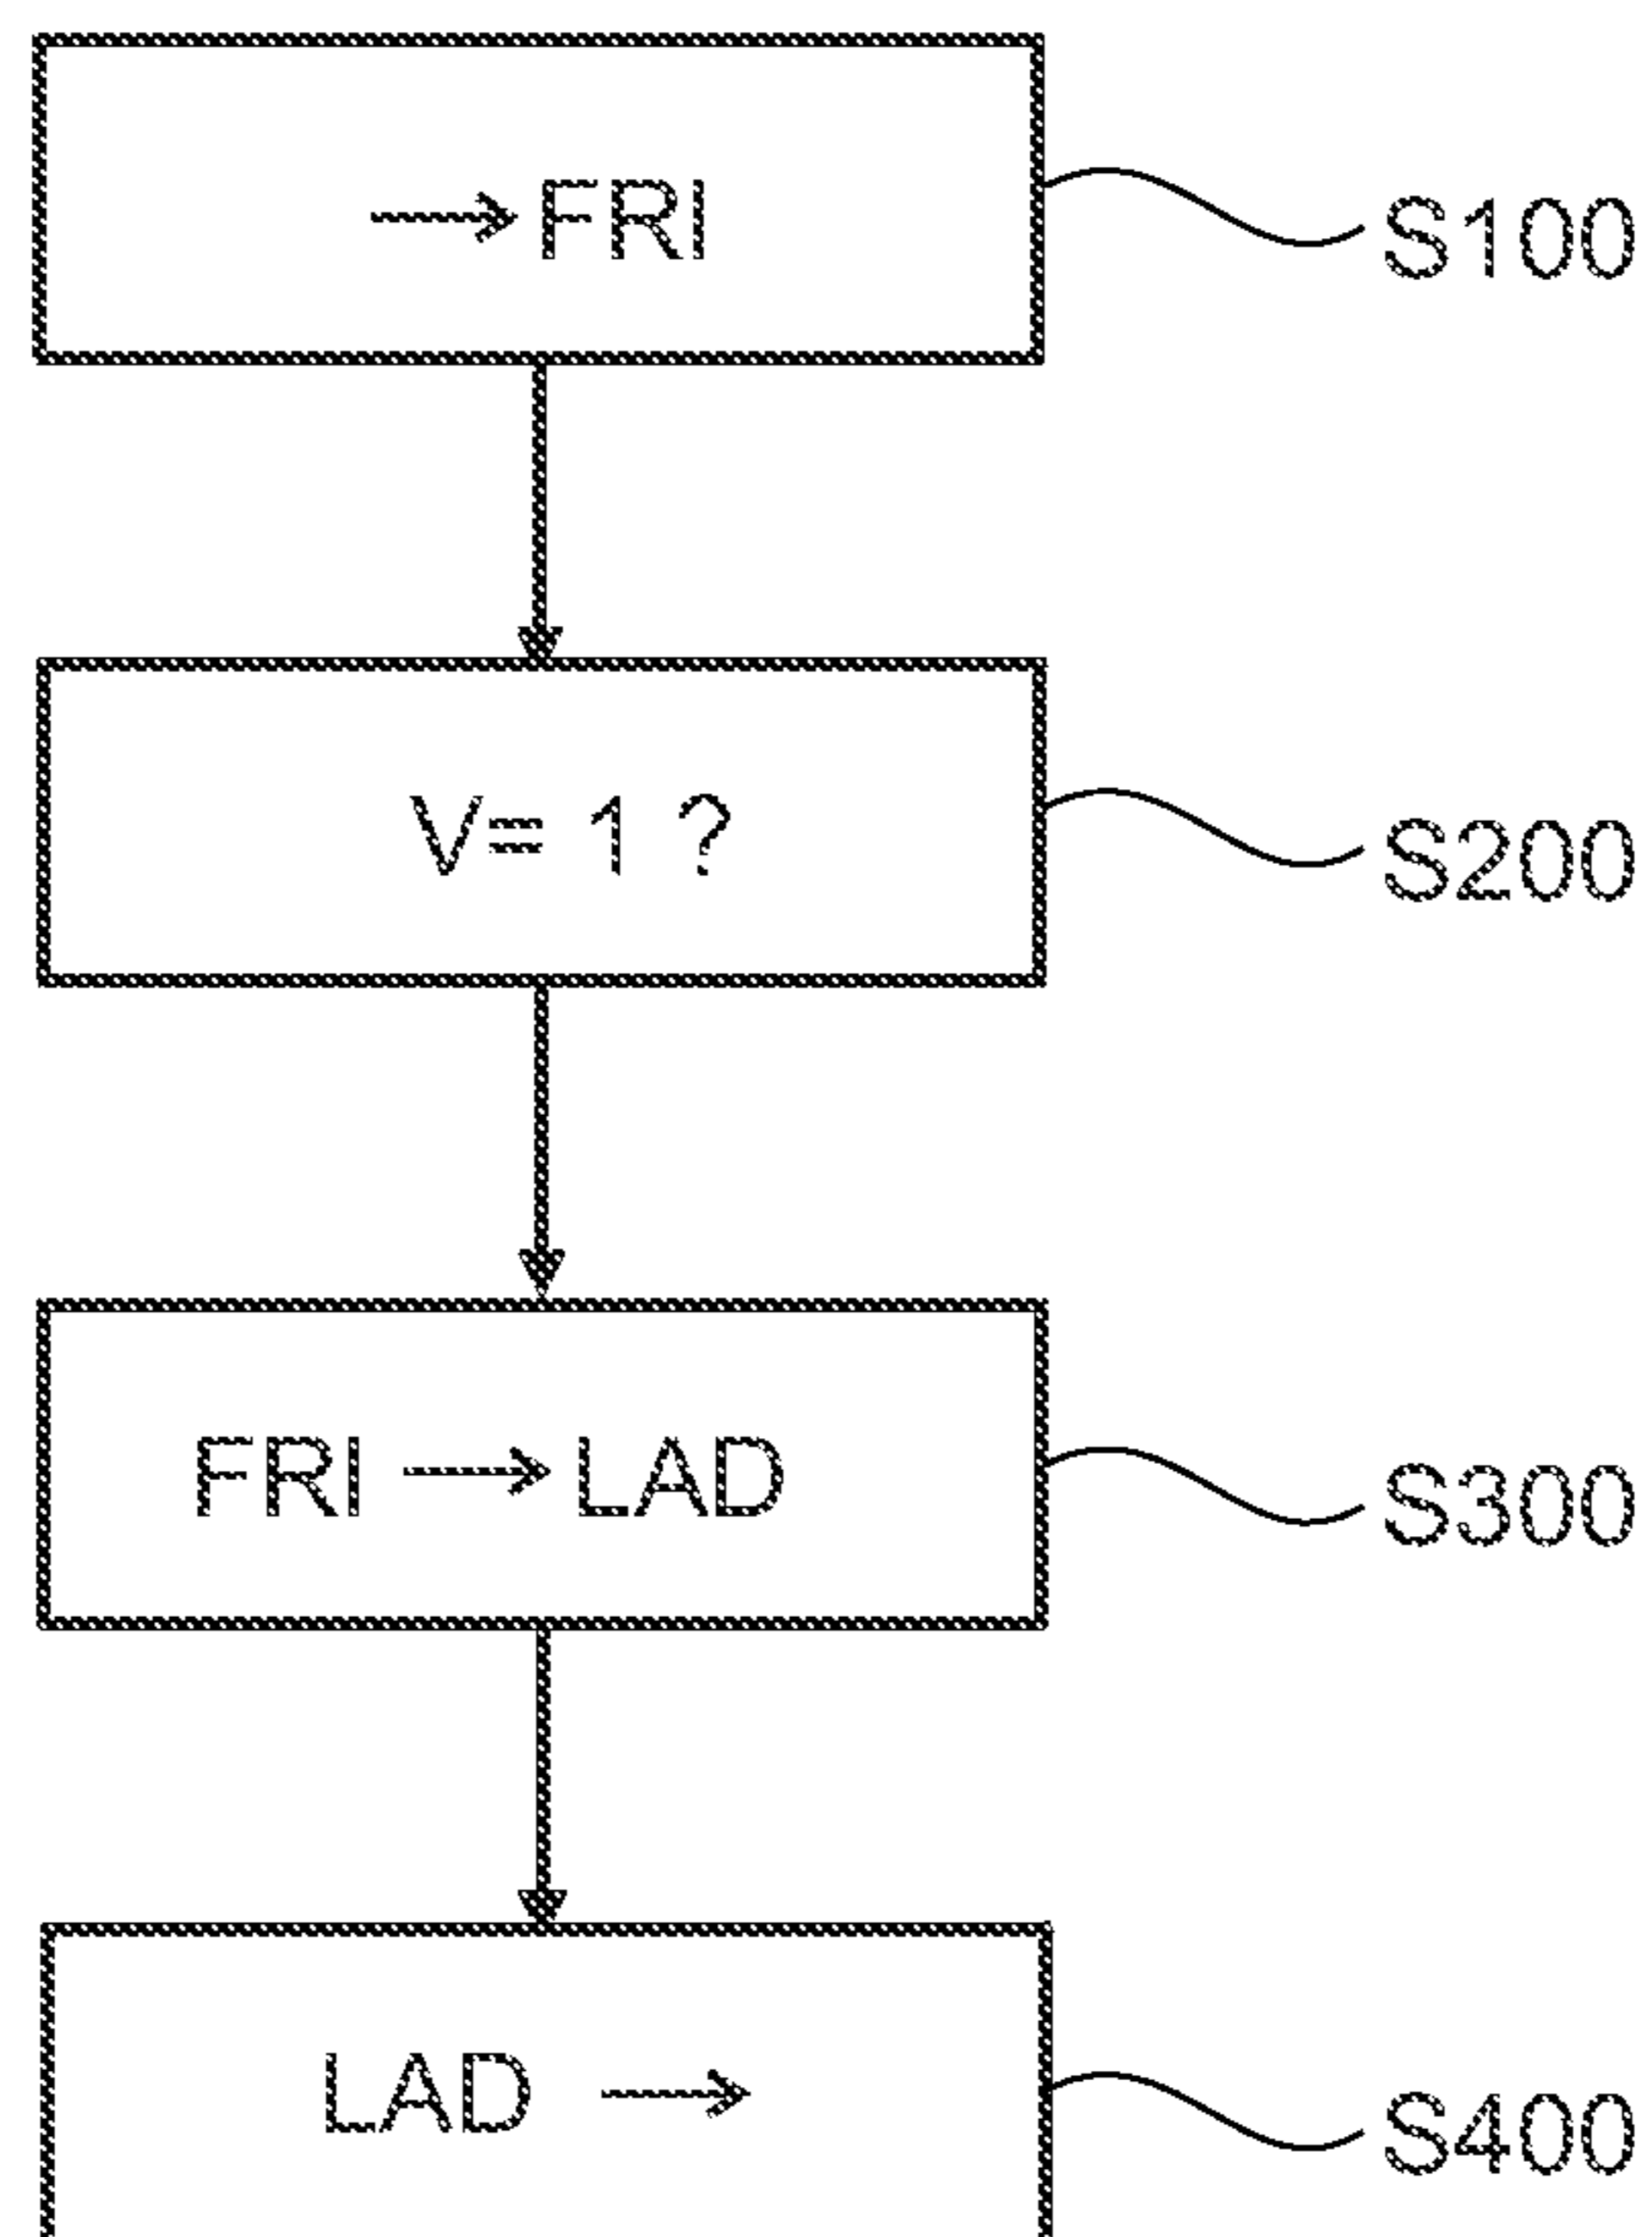 → FRI S100
V= 1 ? S200
FRI → LAD S300
LAD → S400